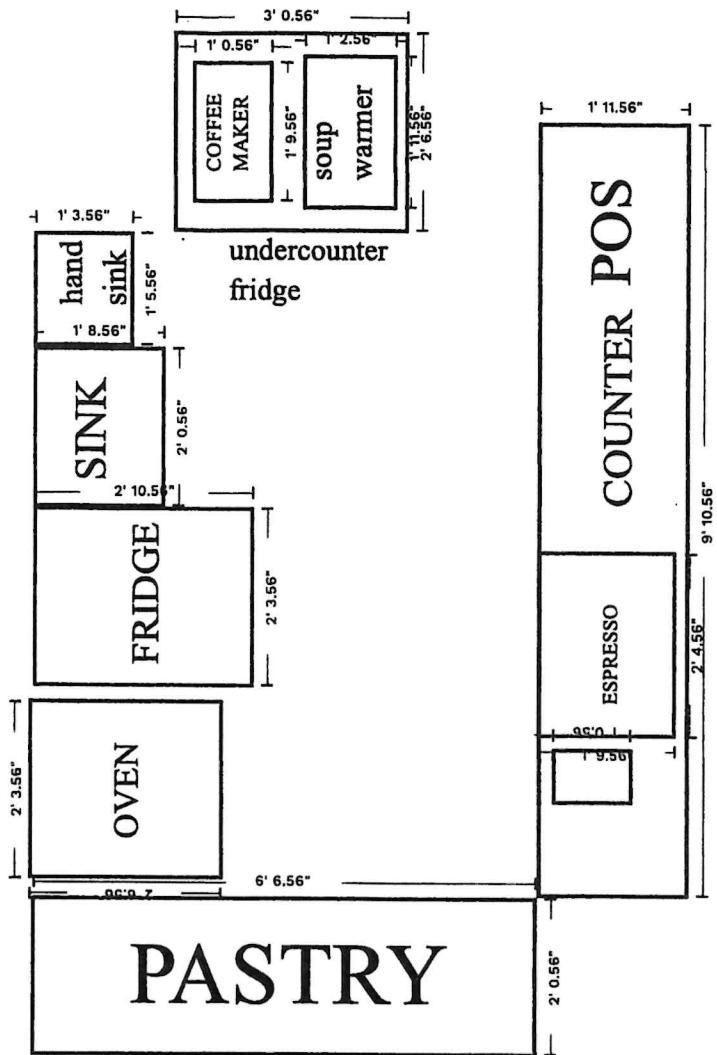 3' 0.56"
1' 0.56"
1' 2.56"
COFFEE
MAKER
1' 9.56"
soup
warmer
1' 11.56"
2' 6.56"
undercounter
fridge
1' 3.56"
hand
sink
1' 5.56"
1' 8.56"
SINK
2' 0.56"
2' 10.56"
FRIDGE
2' 3.56"
OVEN
2' 3.56"
2' 6.56"
6' 6.56"
PASTRY
2' 0.56"
1' 11.56"
COUNTER POS
9' 10.56"
ESPRESSO
2' 4.56"
1' 0.56"
1' 9.56"